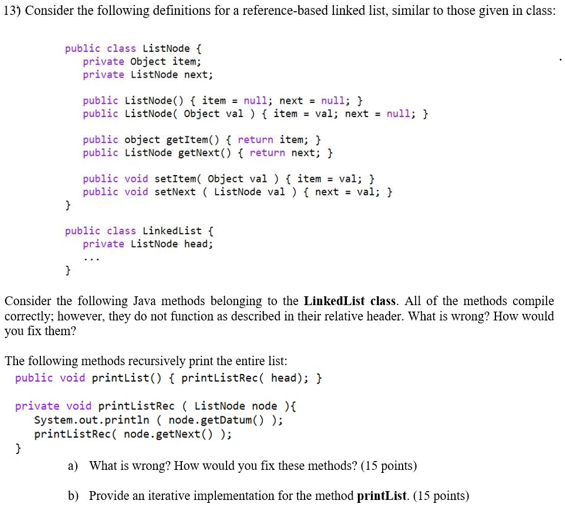 13) Consider the following definitions for a reference-based linked list, similar to those given in class:
public class ListNode {
private Object item;
private ListNode next;
public ListNode() { item = null; next = null; }
public ListNode( Object val ) { item = val; next = null; }
public object getItem() { return item; }
public ListNode getNext() { return next; }
public void setItem( Object val ) { item = val; }
public void setNext ( ListNode val ) { next = val; }
}
public class LinkedList {
private ListNode head;
...
}
Consider the following Java methods belonging to the LinkedList class. All of the methods compile
correctly; however, they do not function as described in their relative header. What is wrong? How would
you fix them?
The following methods recursively print the entire list:
public void printList() { printListRec( head); }
private void printListRec ( ListNode node ){
System.out.println ( node.getDatum() );
printListRec( node.getNext() );
}
a) What is wrong? How would you fix these methods? (15 points)
b) Provide an iterative implementation for the method printList. (15 points)